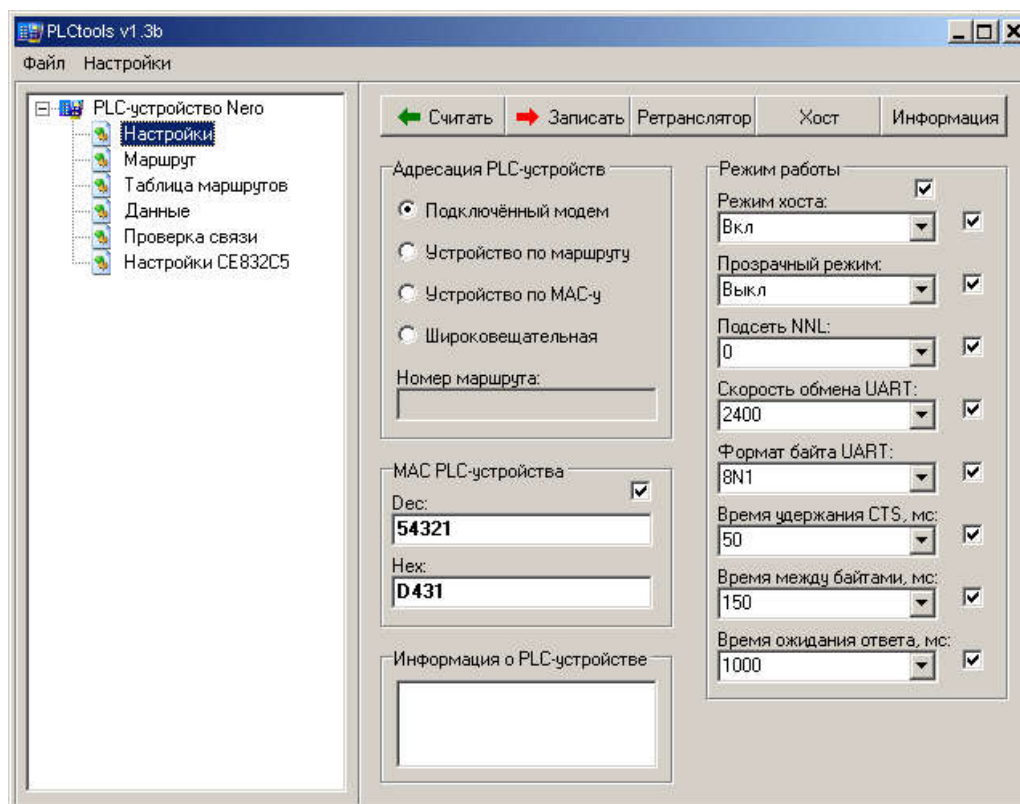 PLCtools v1.3b
Файл Настройки
PLC-устройство Nero
Настройки
Маршрут
Таблица маршрутов
Данные
Проверка связи
Настройки CE832C5
Считать Записать Ретранслятор Хост Информация
Адресация PLC-устройств
Подключённый модем
Устройство по маршруту
Устройство по MAC-у
Широковещательная
Номер маршрута:
MAC PLC-устройства
Dec:
54321
Hex:
D431
Информация о PLC-устройстве
Режим работы
Режим хоста:
Вкл
Прозрачный режим:
Выкл
Подсеть NNL:
0
Скорость обмена UART:
2400
Формат байта UART:
8N1
Время удержания CTS, мс:
50
Время между байтами, мс:
150
Время ожидания ответа, мс:
1000